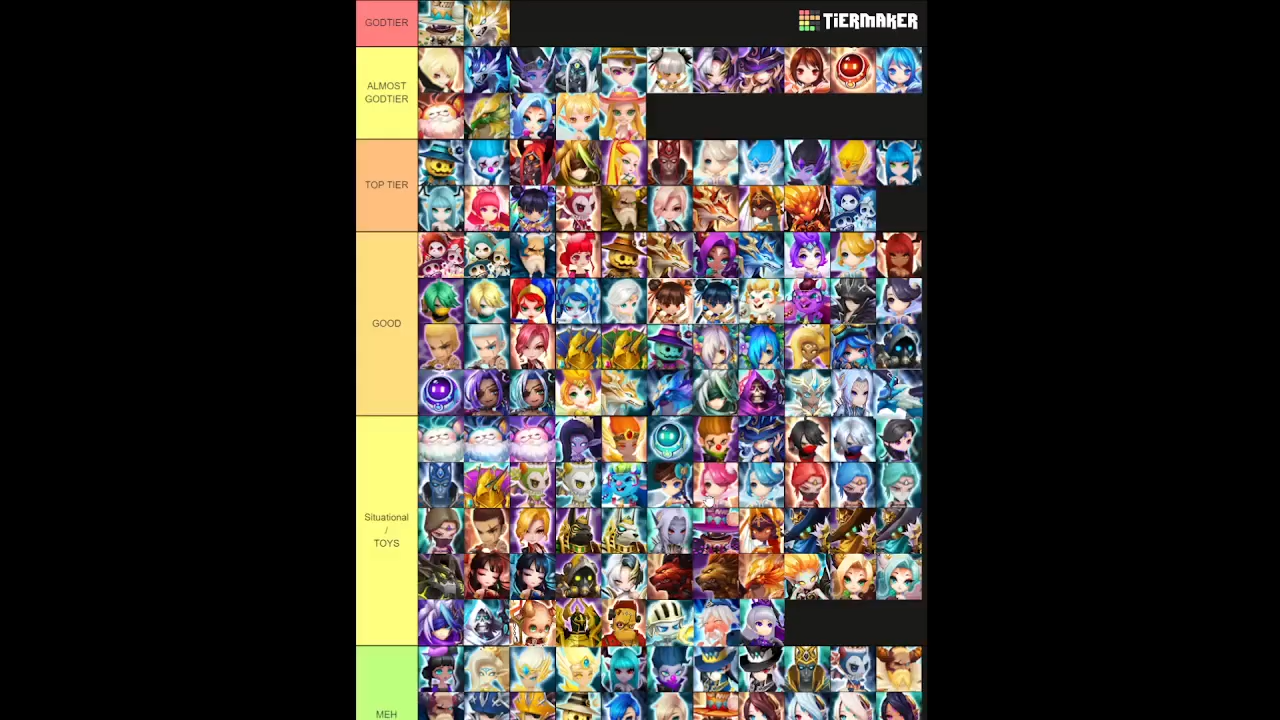 GODTIER
TiERMAKER
ALMOST
GODTIER
TOP TIER
GOOD
Situational
/
TOYS
MEH